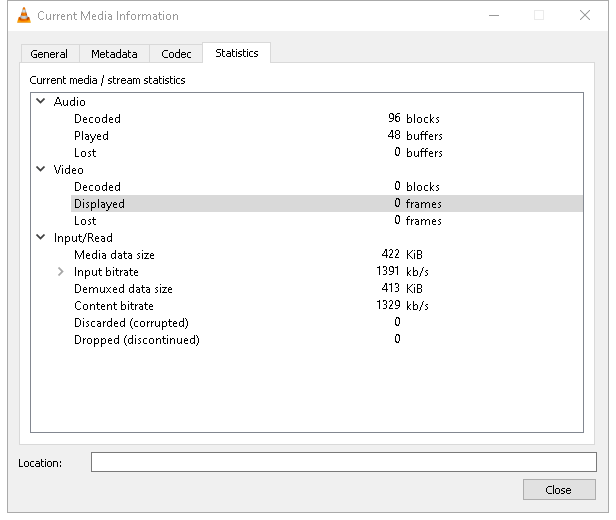 Current Media Information
General Metadata Codec Statistics
Current media / stream statistics
Audio
Decoded 96 blocks
Played 48 buffers
Lost 0 buffers
Video
Decoded 0 blocks
Displayed 0 frames
Lost 0 frames
Input/Read
Media data size 422 KiB
Input bitrate 1391 kb/s
Demuxed data size 413 KiB
Content bitrate 1329 kb/s
Discarded (corrupted) 0
Dropped (discontinued) 0
Location:
Close